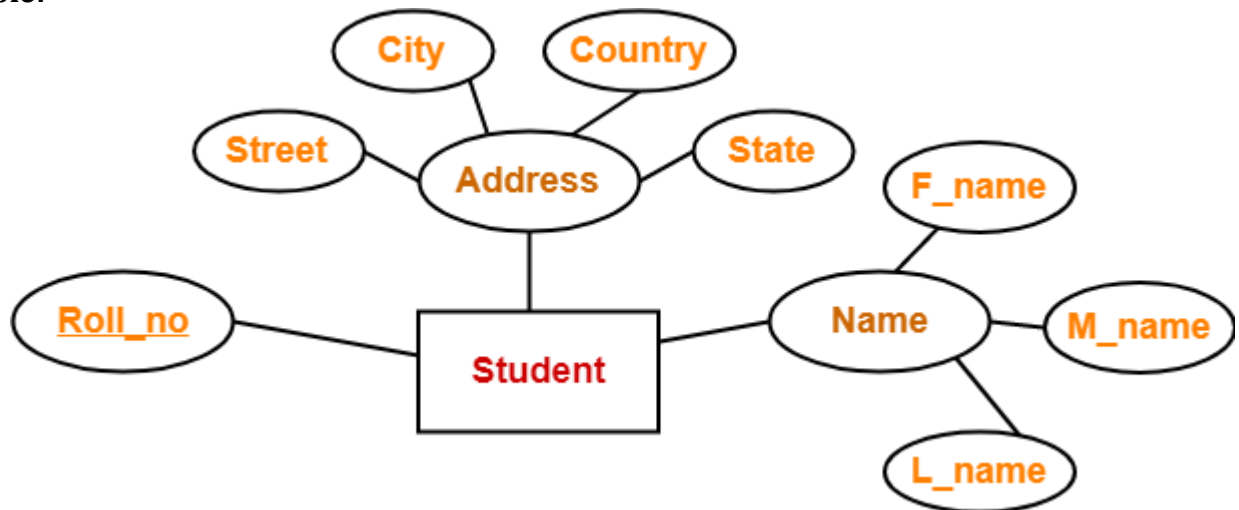 City
Country
Street
Address
State
F_name
Roll_no
Name
M_name
Student
L_name